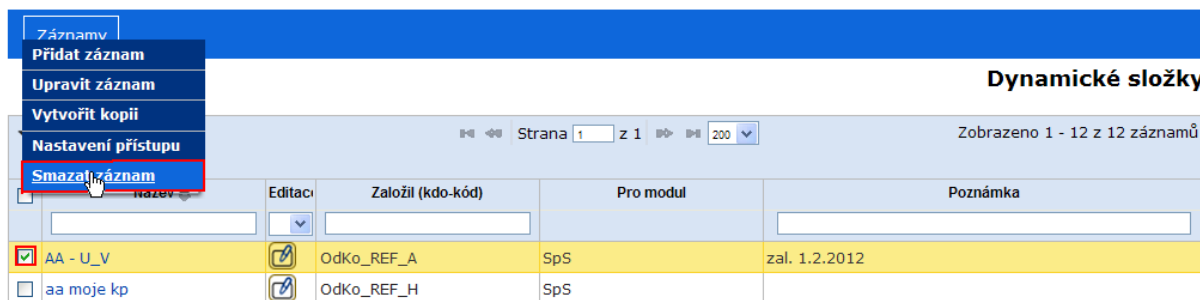 Záznamy
Přidat záznam
Upravit záznam
Dynamické složky
Vytvořit kopii
Strana 1 z 1 200 Zobrazeno 1 - 12 z 12 záznamů
Nastavení přístupu
Smazat záznam
Název Editace Založil (kdo-kód) Pro modul Poznámka
AA - U_V OdKo_REF_A SpS zal. 1.2.2012
aa moje kp OdKo_REF_H SpS